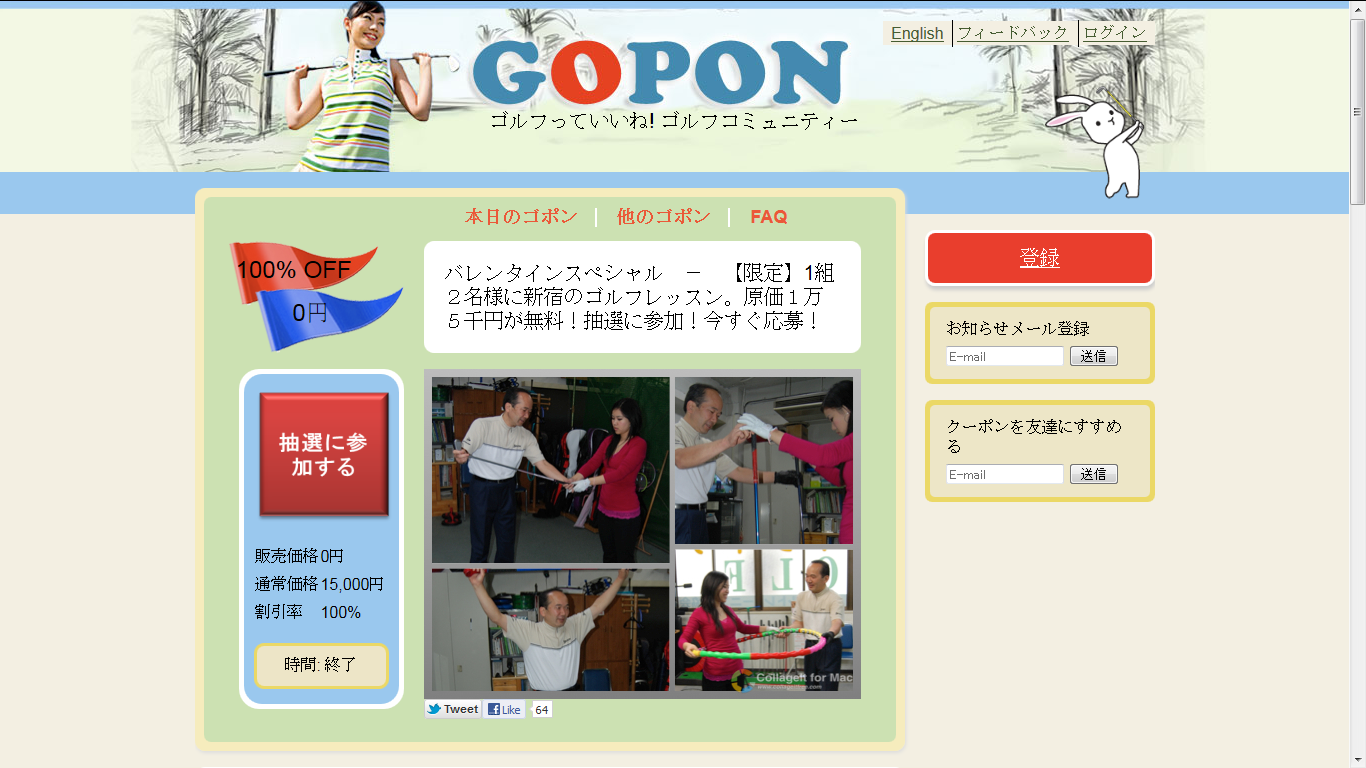 English
フィードバック
ログイン
GOPON
ゴルフっていいね! ゴルフコミュニティー
本日のゴポン
他のゴポン
FAQ
100% OFF
0円
バレンタインスペシャル　－　【限定】1組
２名様に新宿のゴルフレッスン。原価１万
５千円が無料！抽選に参加！今すぐ応募！
抽選に参
加する
販売価格 0円
通常価格 15,000円
割引率 100%
時間: 終了
CollageIt for Mac
www.collageitfree.com
Tweet
Like
64
登録
お知らせメール登録
E-mail
送信
クーポンを友達にすすめ
る
E-mail
送信